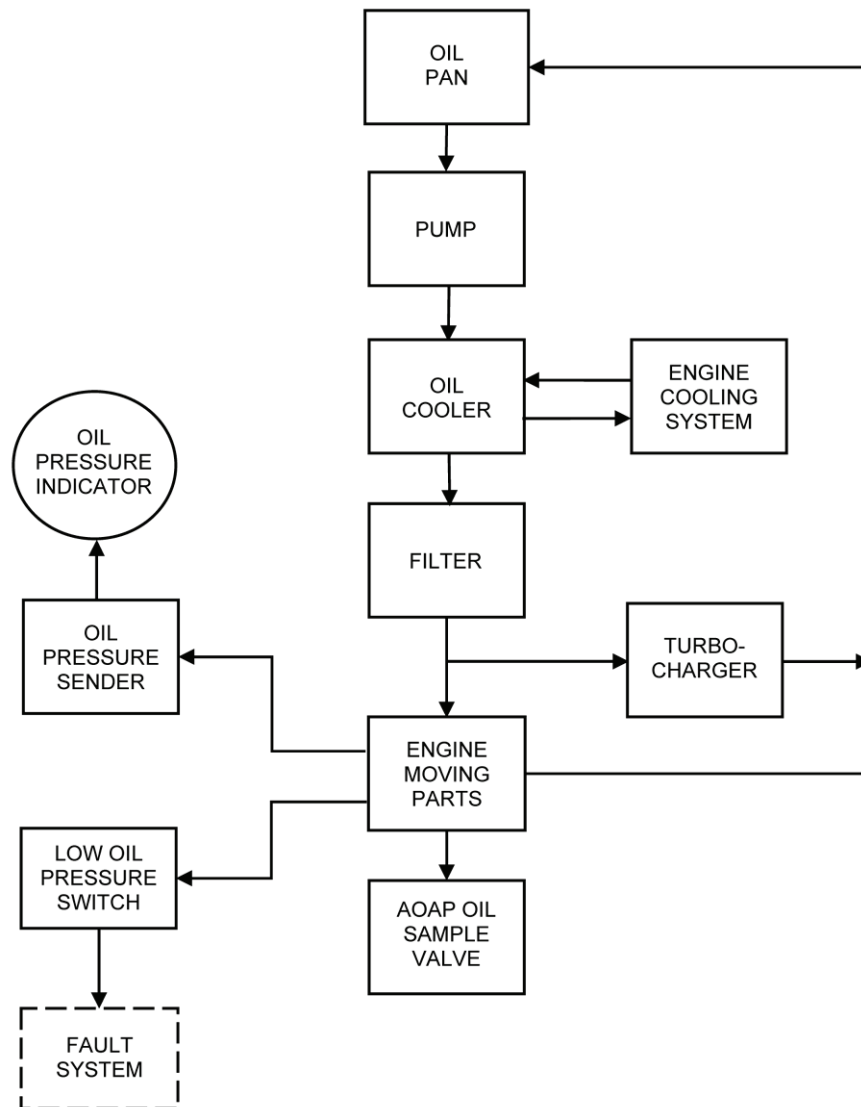 OIL
PAN
PUMP
OIL
COOLER
ENGINE
COOLING
SYSTEM
OIL
PRESSURE
INDICATOR
FILTER
OIL
PRESSURE
SENDER
TURBO-
CHARGER
ENGINE
MOVING
PARTS
LOW OIL
PRESSURE
SWITCH
AOAP OIL
SAMPLE
VALVE
FAULT
SYSTEM